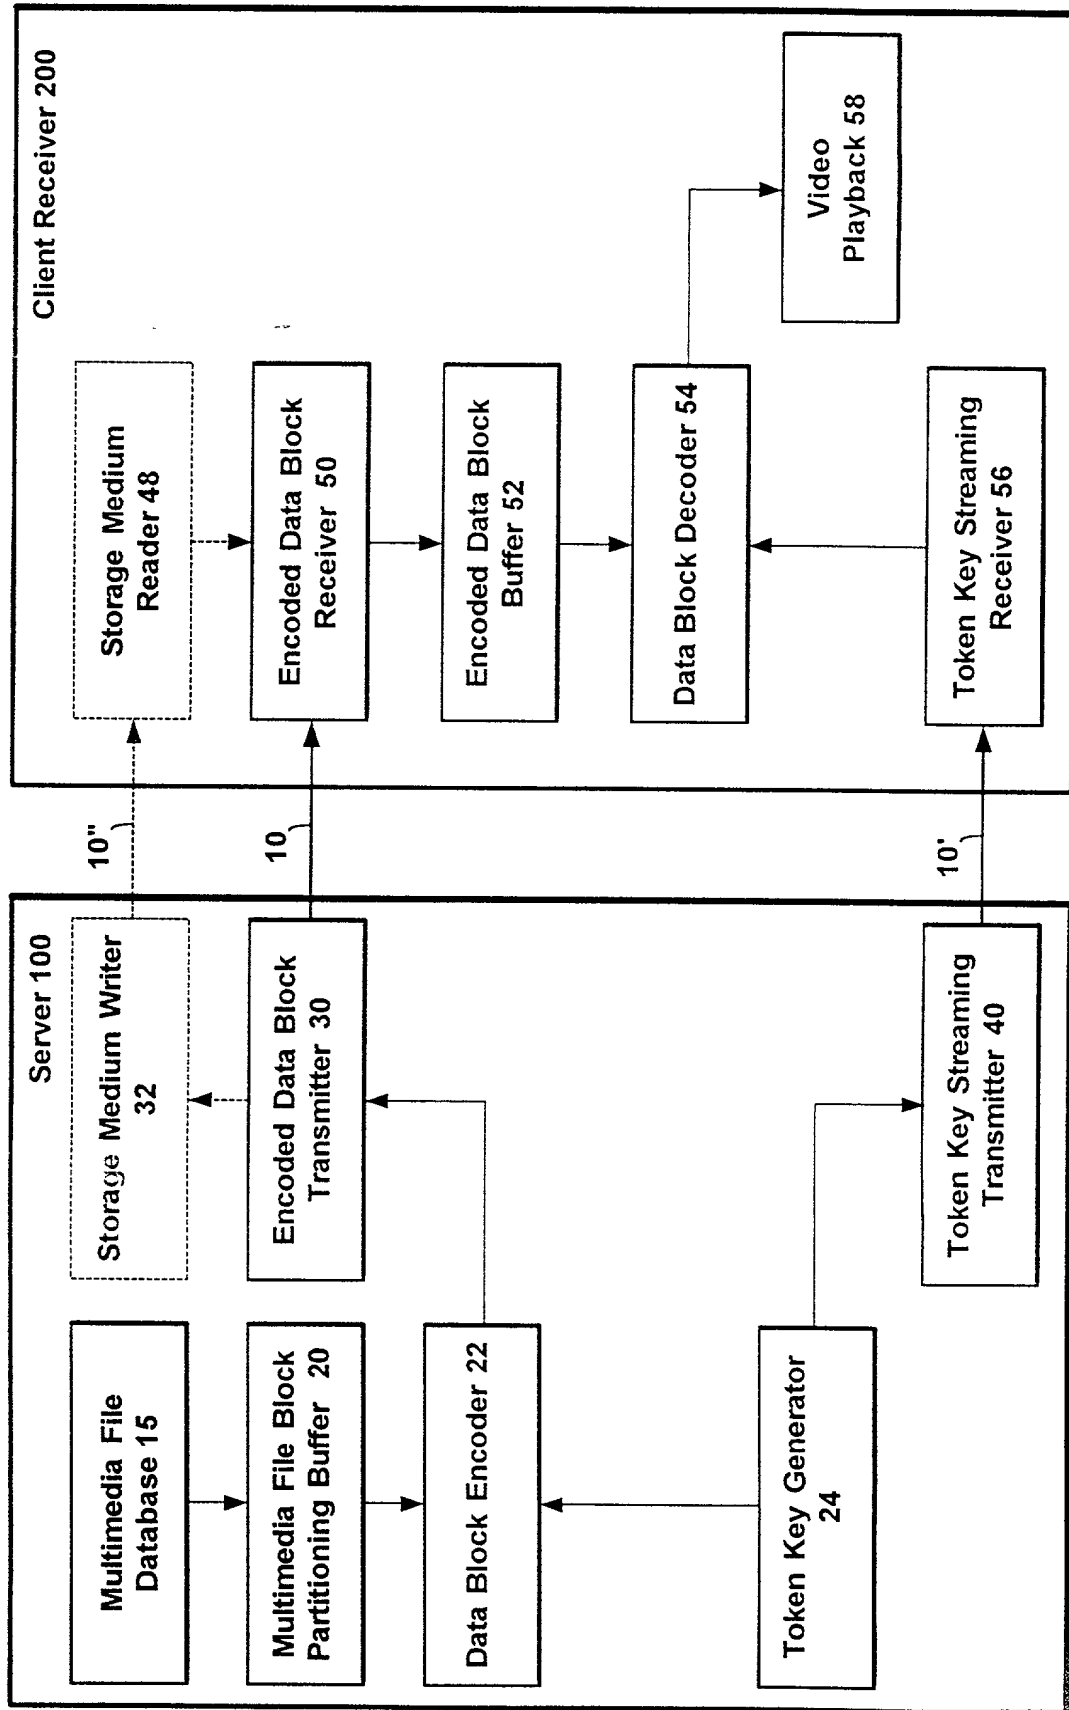 Server 100
Multimedia File
Database 15
Multimedia File Block
Partitioning Buffer 20
Data Block Encoder 22
Token Key Generator
24
Storage Medium Writer
32
Encoded Data Block
Transmitter 30
Token Key Streaming
Transmitter 40
10"
10
10'
Client Receiver 200
Storage Medium
Reader 48
Encoded Data Block
Receiver 50
Encoded Data Block
Buffer 52
Data Block Decoder 54
Token Key Streaming
Receiver 56
Video
Playback 58